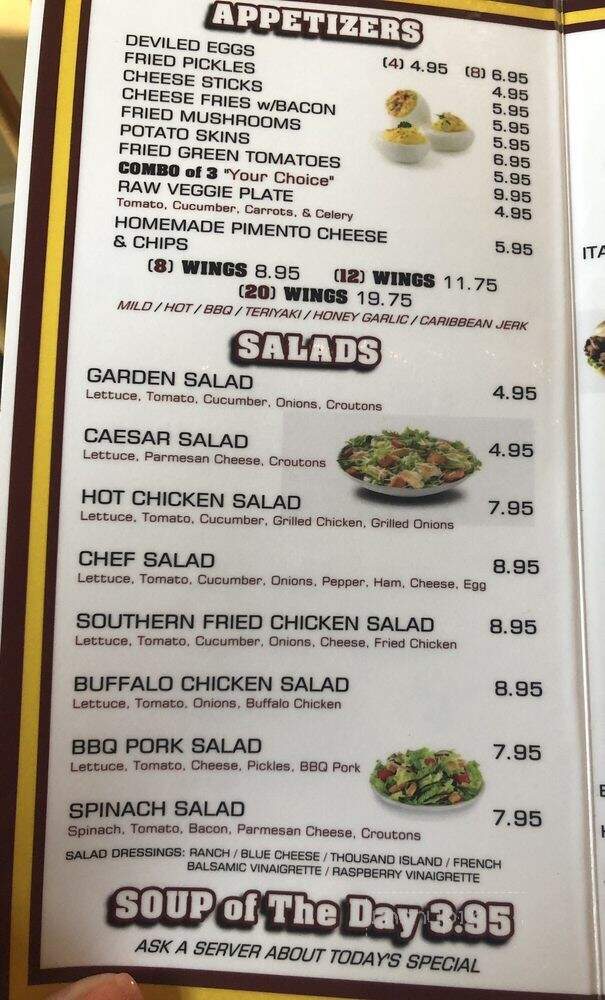 APPETIZERS
DEVILED EGGS (4) 4.95 (8) 6.95
FRIED PICKLES 4.95
CHEESE STICKS 5.95
CHEESE FRIES w/BACON 5.95
FRIED MUSHROOMS 5.95
POTATO SKINS 6.95
FRIED GREEN TOMATOES 5.95
COMBO of 3 "Your Choice" 9.95
RAW VEGGIE PLATE 4.95
Tomato, Cucumber, Carrots, & Celery
HOMEMADE PIMENTO CHEESE
& CHIPS 5.95
(8) WINGS 8.95 (12) WINGS 11.75
(20) WINGS 19.75
MILD / HOT / BBQ / TERIYAKI / HONEY GARLIC / CARIBBEAN JERK
SALADS
GARDEN SALAD 4.95
Lettuce, Tomato, Cucumber, Onions, Croutons
CAESAR SALAD 4.95
Lettuce, Parmesan Cheese, Croutons
HOT CHICKEN SALAD 7.95
Lettuce, Tomato, Cucumber, Grilled Chicken, Grilled Onions
CHEF SALAD 8.95
Lettuce, Tomato, Cucumber, Onions, Pepper, Ham, Cheese, Egg
SOUTHERN FRIED CHICKEN SALAD 8.95
Lettuce, Tomato, Cucumber, Onions, Cheese, Fried Chicken
BUFFALO CHICKEN SALAD 8.95
Lettuce, Tomato, Onions, Buffalo Chicken
BBQ PORK SALAD 7.95
Lettuce, Tomato, Cheese, Pickles, BBQ Pork
SPINACH SALAD 7.95
Spinach, Tomato, Bacon, Parmesan Cheese, Croutons
SALAD DRESSINGS: RANCH / BLUE CHEESE / THOUSAND ISLAND / FRENCH
BALSAMIC VINAIGRETTE / RASPBERRY VINAIGRETTE
SOUP of The Day 3.95
ASK A SERVER ABOUT TODAY'S SPECIAL
ITA